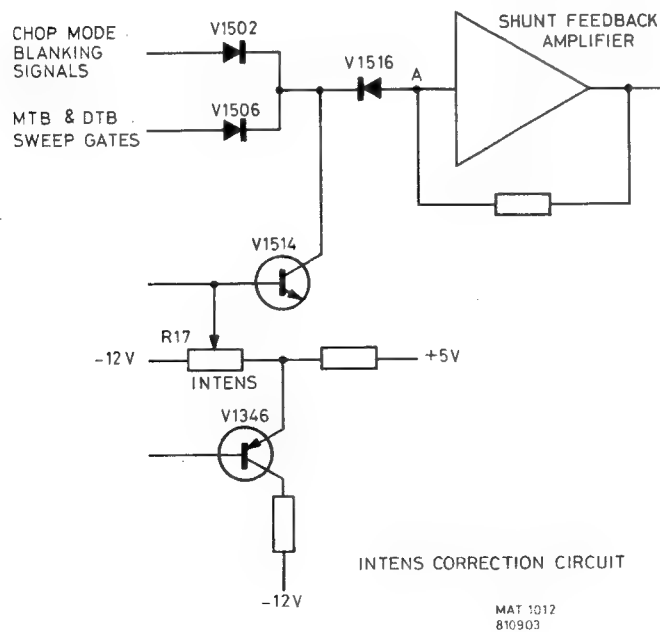 CHOP MODE
BLANKING
SIGNALS
V1502
V1516
A
SHUNT FEEDBACK
AMPLIFIER
MTB & DTB
SWEEP GATES
V1506
V1514
R17
-12V
+5V
INTENS
V1346
-12V
INTENS CORRECTION CIRCUIT
MAT 1012
810903